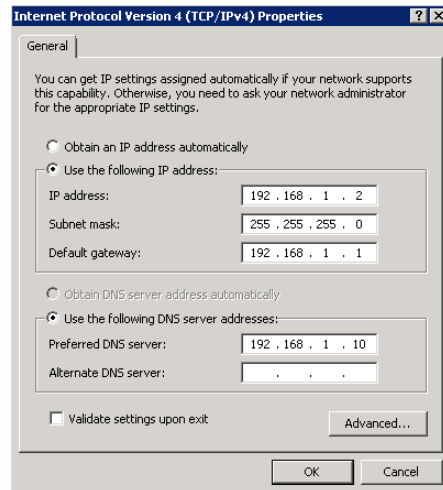 Internet Protocol Version 4 (TCP/IPv4) Properties
General
You can get IP settings assigned automatically if your network supports
this capability. Otherwise, you need to ask your network administrator
for the appropriate IP settings.
Obtain an IP address automatically
Use the following IP address:
IP address: 192 . 168 . 1 . 2
Subnet mask: 255 . 255 . 255 . 0
Default gateway: 192 . 168 . 1 . 1
Obtain DNS server address automatically
Use the following DNS server addresses:
Preferred DNS server: 192 . 168 . 1 . 10
Alternate DNS server: . . .
Validate settings upon exit
Advanced...
OK Cancel